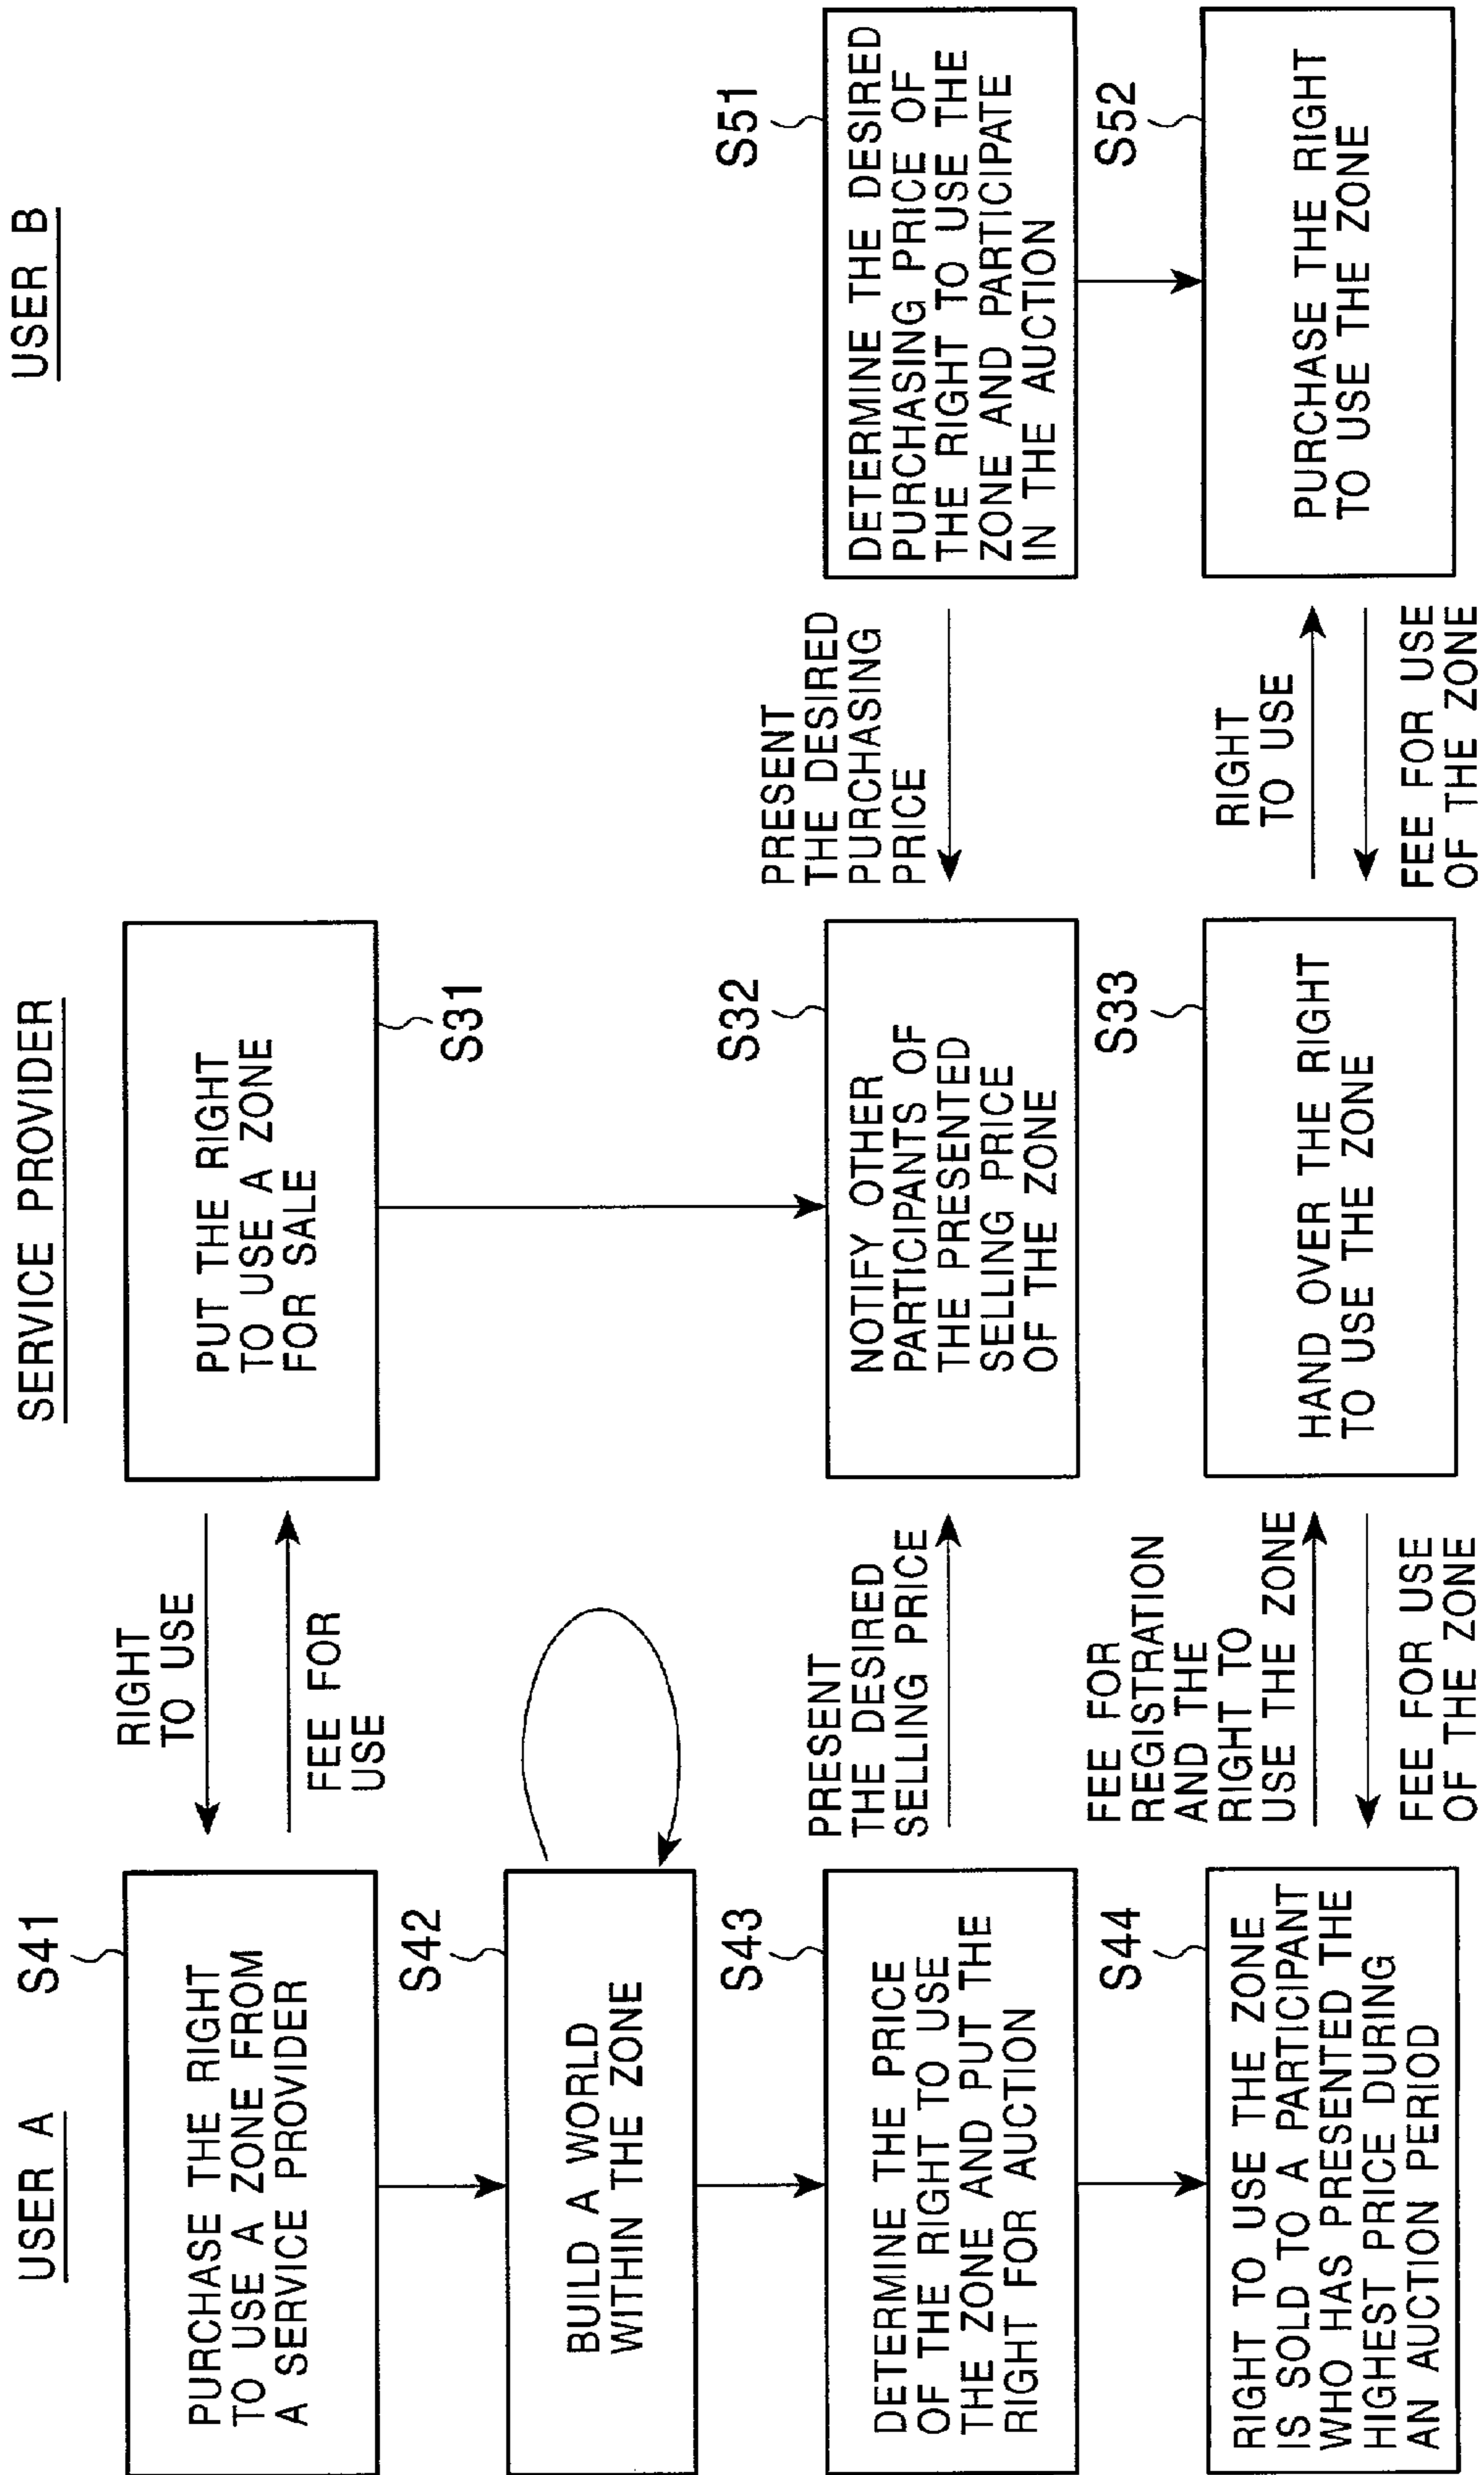 USER A
SERVICE PROVIDER
USER B
S41
PURCHASE THE RIGHT
TO USE A ZONE FROM
A SERVICE PROVIDER
RIGHT
TO USE
FEE FOR
USE
PUT THE RIGHT
TO USE A ZONE
FOR SALE
S31
S42
BUILD A WORLD
WITHIN THE ZONE
S43
DETERMINE THE PRICE
OF THE RIGHT TO USE
THE ZONE AND PUT THE
RIGHT FOR AUCTION
PRESENT
THE DESIRED
SELLING PRICE
S32
NOTIFY OTHER
PARTICIPANTS OF
THE PRESENTED
SELLING PRICE
OF THE ZONE
PRESENT
THE DESIRED
PURCHASING
PRICE
S51
DETERMINE THE DESIRED
PURCHASING PRICE OF
THE RIGHT TO USE THE
ZONE AND PARTICIPATE
IN THE AUCTION
S44
RIGHT TO USE THE ZONE
IS SOLD TO A PARTICIPANT
WHO HAS PRESENTED THE
HIGHEST PRICE DURING
AN AUCTION PERIOD
FEE FOR
REGISTRATION
AND THE
RIGHT TO
USE THE ZONE
FEE FOR USE
OF THE ZONE
S33
HAND OVER THE RIGHT
TO USE THE ZONE
RIGHT
TO USE
FEE FOR USE
OF THE ZONE
S52
PURCHASE THE RIGHT
TO USE THE ZONE